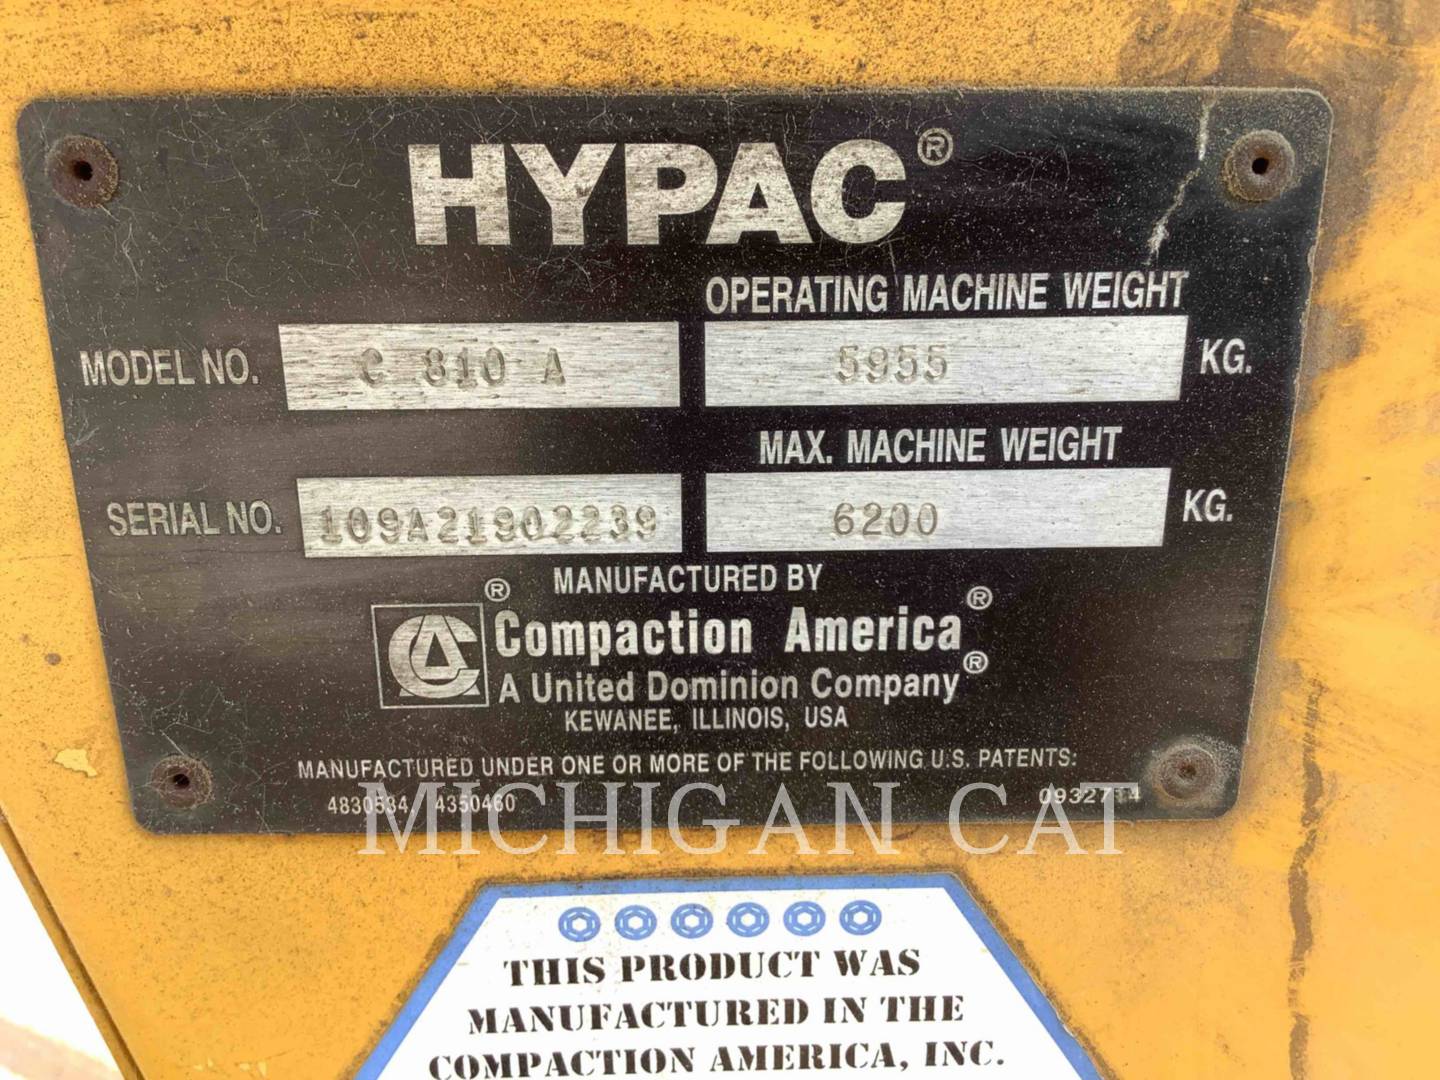 HYPAC®
OPERATING MACHINE WEIGHT
MODEL NO. C 810 A 5955 KG.
MAX. MACHINE WEIGHT
SERIAL NO. 109A21902239 6200 KG.
MANUFACTURED BY
CA ® Compaction America®
A United Dominion Company®
KEWANEE, ILLINOIS, USA
MANUFACTURED UNDER ONE OR MORE OF THE FOLLOWING U.S. PATENTS:
4830534 4350460 0932714
MICHIGAN CAT
THIS PRODUCT WAS
MANUFACTURED IN THE
COMPACTION AMERICA, INC.